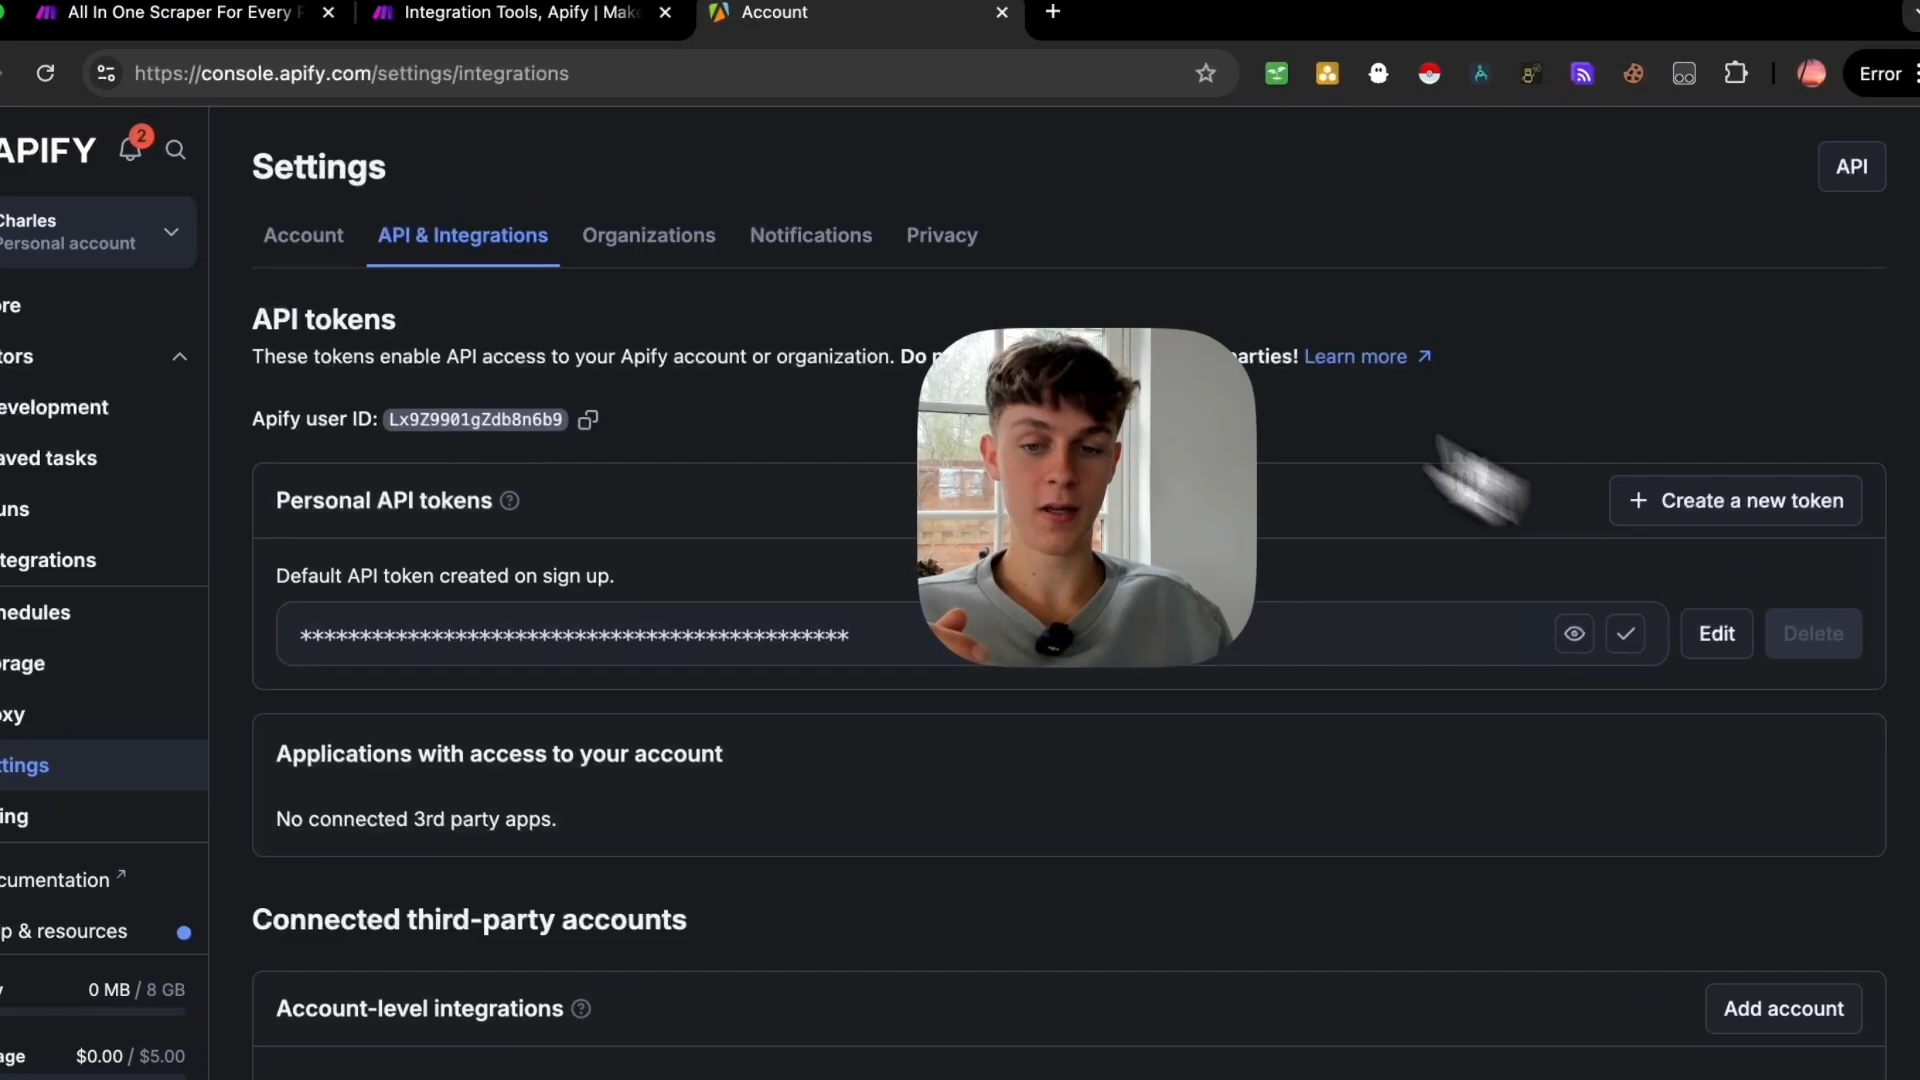 All In One Scraper For Every
Integration Tools, Apify | Make
Account
https://console.apify.com/settings/integrations
Error
APIFY
2
Settings
API
Charles
Personal account
Account
API & Integrations
Organizations
Notifications
Privacy
ore
tors
evelopment
aved tasks
uns
tegrations
hedules
orage
oxy
ttings
ing
cumentation
p & resources
y
0 MB / 8 GB
age
$0.00 / $5.00
API tokens
These tokens enable API access to your Apify account or organization. Do arties! Learn more
Apify user ID: Lx9Z9901gZdb8n6b9
Personal API tokens
+ Create a new token
Default API token created on sign up.
**********************************************
Edit
Delete
Applications with access to your account
No connected 3rd party apps.
Connected third-party accounts
Account-level integrations
Add account